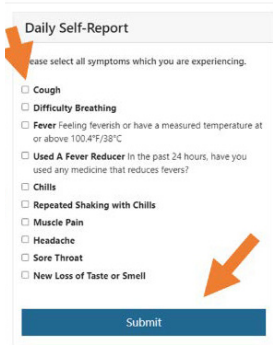 Daily Self-Report
ease select all symptoms which you are experiencing.
Cough
Difficulty Breathing
Fever Feeling feverish or have a measured temperature at
or above 100.4°F/38°C
Used A Fever Reducer In the past 24 hours, have you
used any medicine that reduces fevers?
Chills
Repeated Shaking with Chills
Muscle Pain
Headache
Sore Throat
New Loss of Taste or Smell
Submit